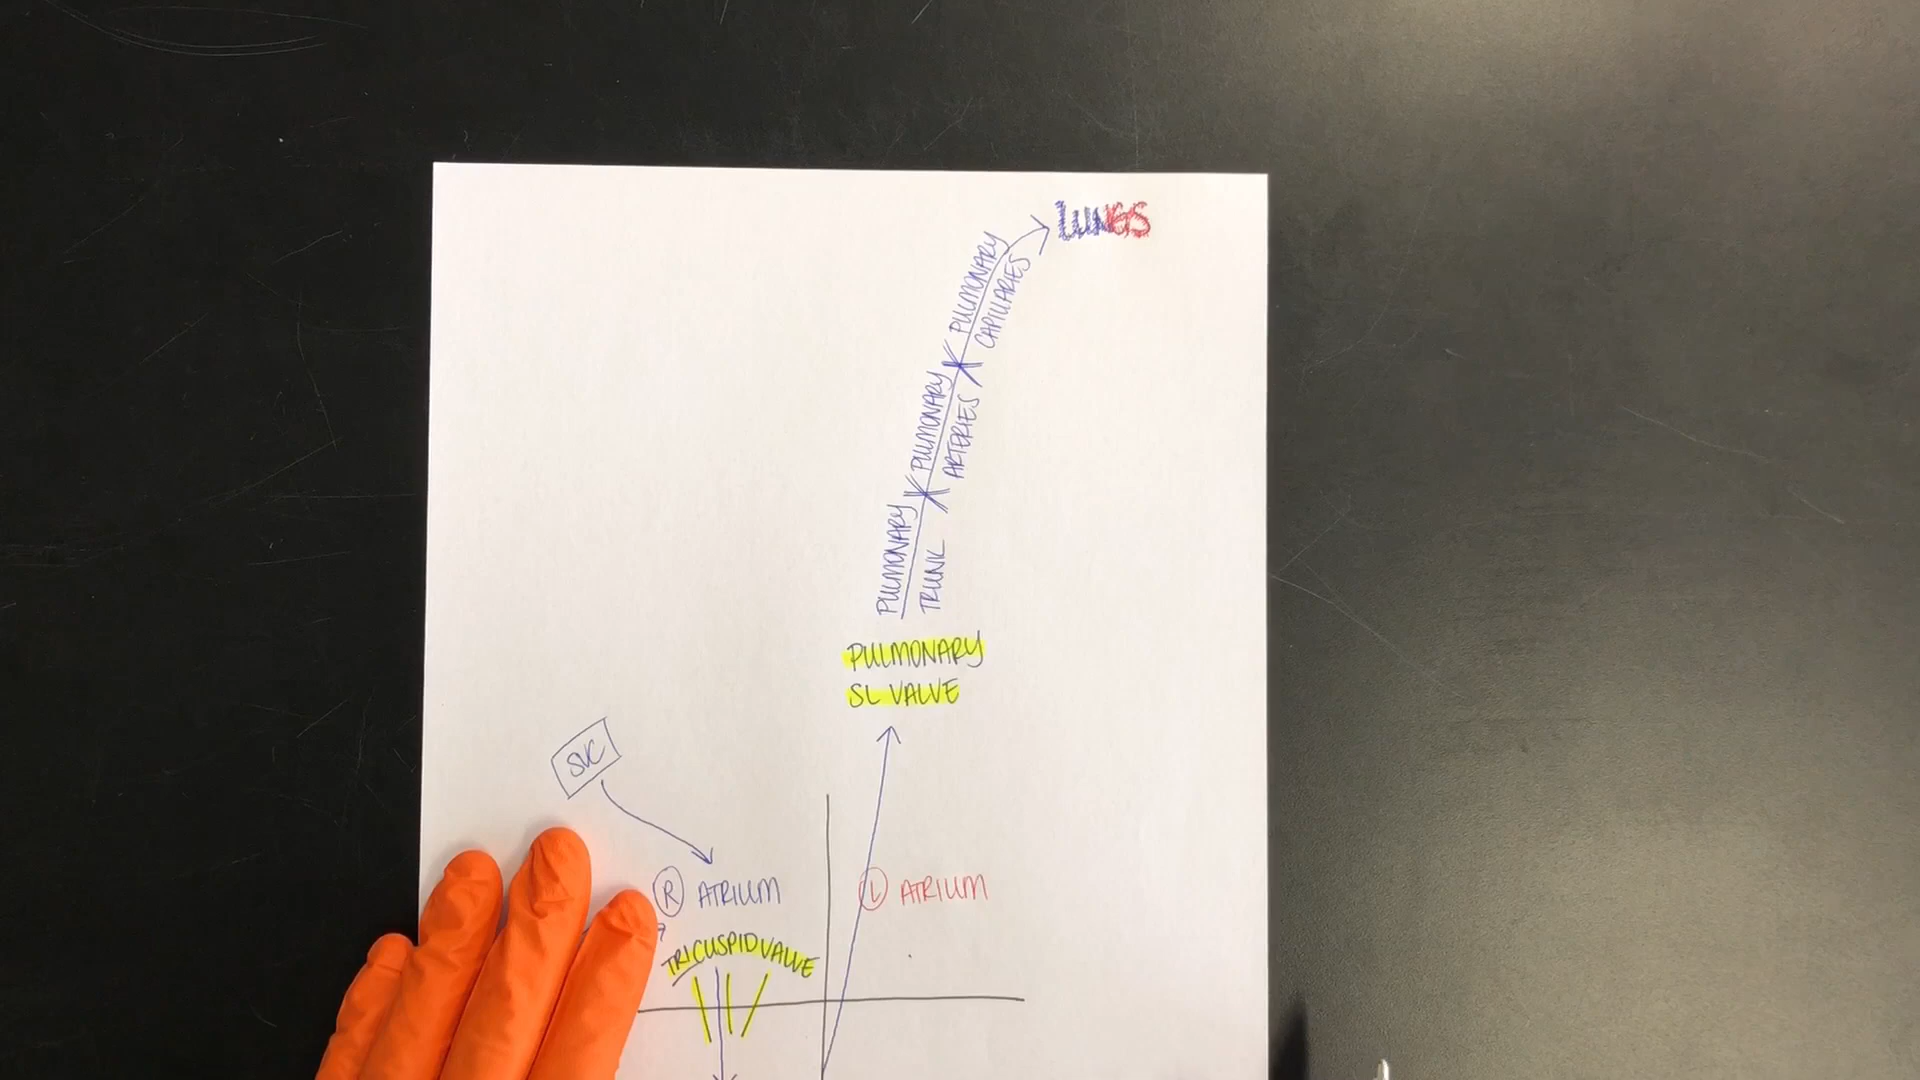 LUNGS
PULMONARY
CAPILLARIES
PULMONARY
ARTERIES
PULMONARY
TRUNK
PULMONARY
SL VALVE
SVC
R ATRIUM
L ATRIUM
TRICUSPID VALVE